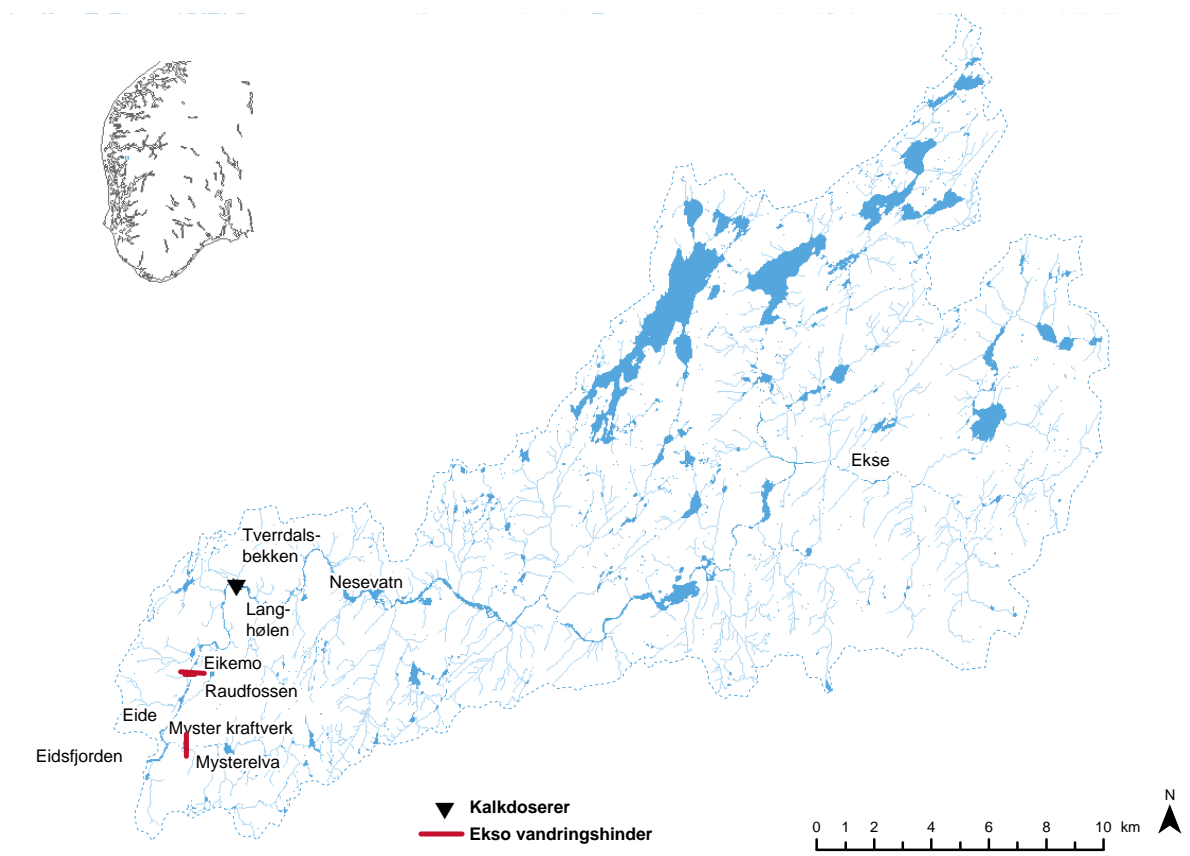 Ekse
Tverrdals-
bekken
Nesevatn
Lang-
hølen
Eikemo
Raudfossen
Eide
Myster kraftverk
Eidsfjorden
Mysterelva
Kalkdoserer
Ekso vandringshinder
N
0 1 2 4 6 8 10 km